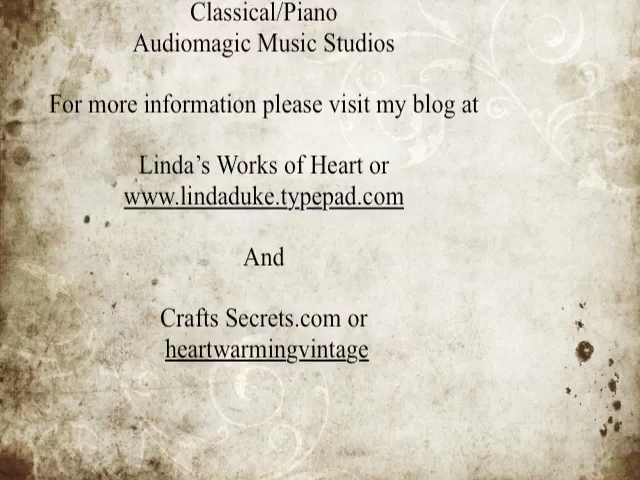 Classical/Piano
Audiomagic Music Studios
For more information please visit my blog at
Linda’s Works of Heart or
www.lindaduke.typepad.com
And
Crafts Secrets.com or
heartwarmingvintage